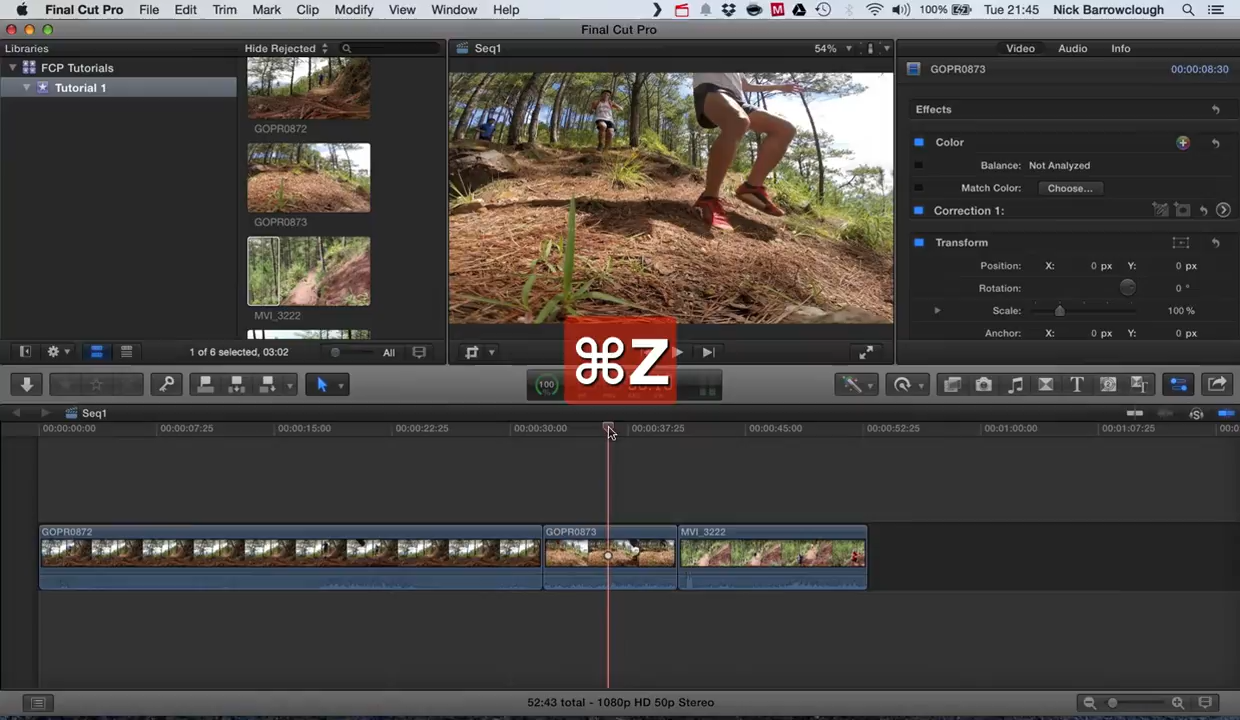 Final Cut Pro File Edit Trim Mark Clip Modify View Window Help 100% Tue 21:45 Nick Barrowclough
Final Cut Pro
Libraries Hide Rejected Seq1 54% Video Audio Info
FCP Tutorials
Tutorial 1
GOPR0872
GOPR0873
MVI_3222
GOPR0873 00:00:08:30
Effects
Color
Balance: Not Analyzed
Match Color: Choose...
Correction 1:
Transform
Position: X: 0 px Y: 0 px
Rotation: 0 °
Scale: 100 %
Anchor: X: 0 px Y: 0 px
1 of 6 selected, 03:02 All
⌘Z
100
Seq1
00:00:00:00 00:00:07:25 00:00:15:00 00:00:22:25 00:00:30:00 00:00:37:25 00:00:45:00 00:00:52:25 00:01:00:00 00:01:07:25
GOPR0872 GOPR0873 MVI_3222
52:43 total - 1080p HD 50p Stereo